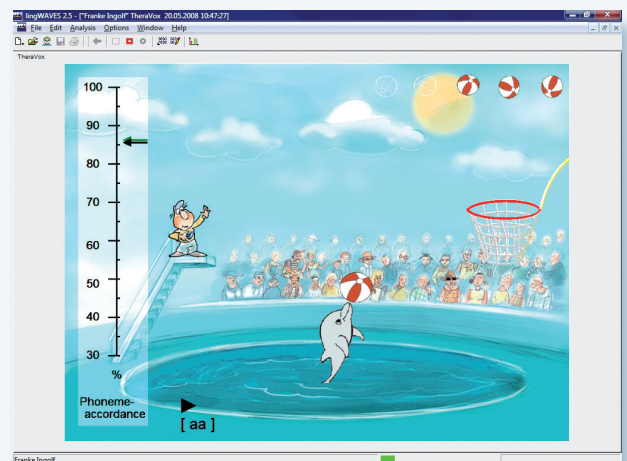 lingWAVES 2.5 - ["Franke Ingolf" TheraVox 20.05.2008 10:47:27]
File Edit Analysis Options Window Help
TheraVox
100
90
80
70
60
50
40
30
%
Phoneme-
accordance
[ aa ]
Franke Ingolf